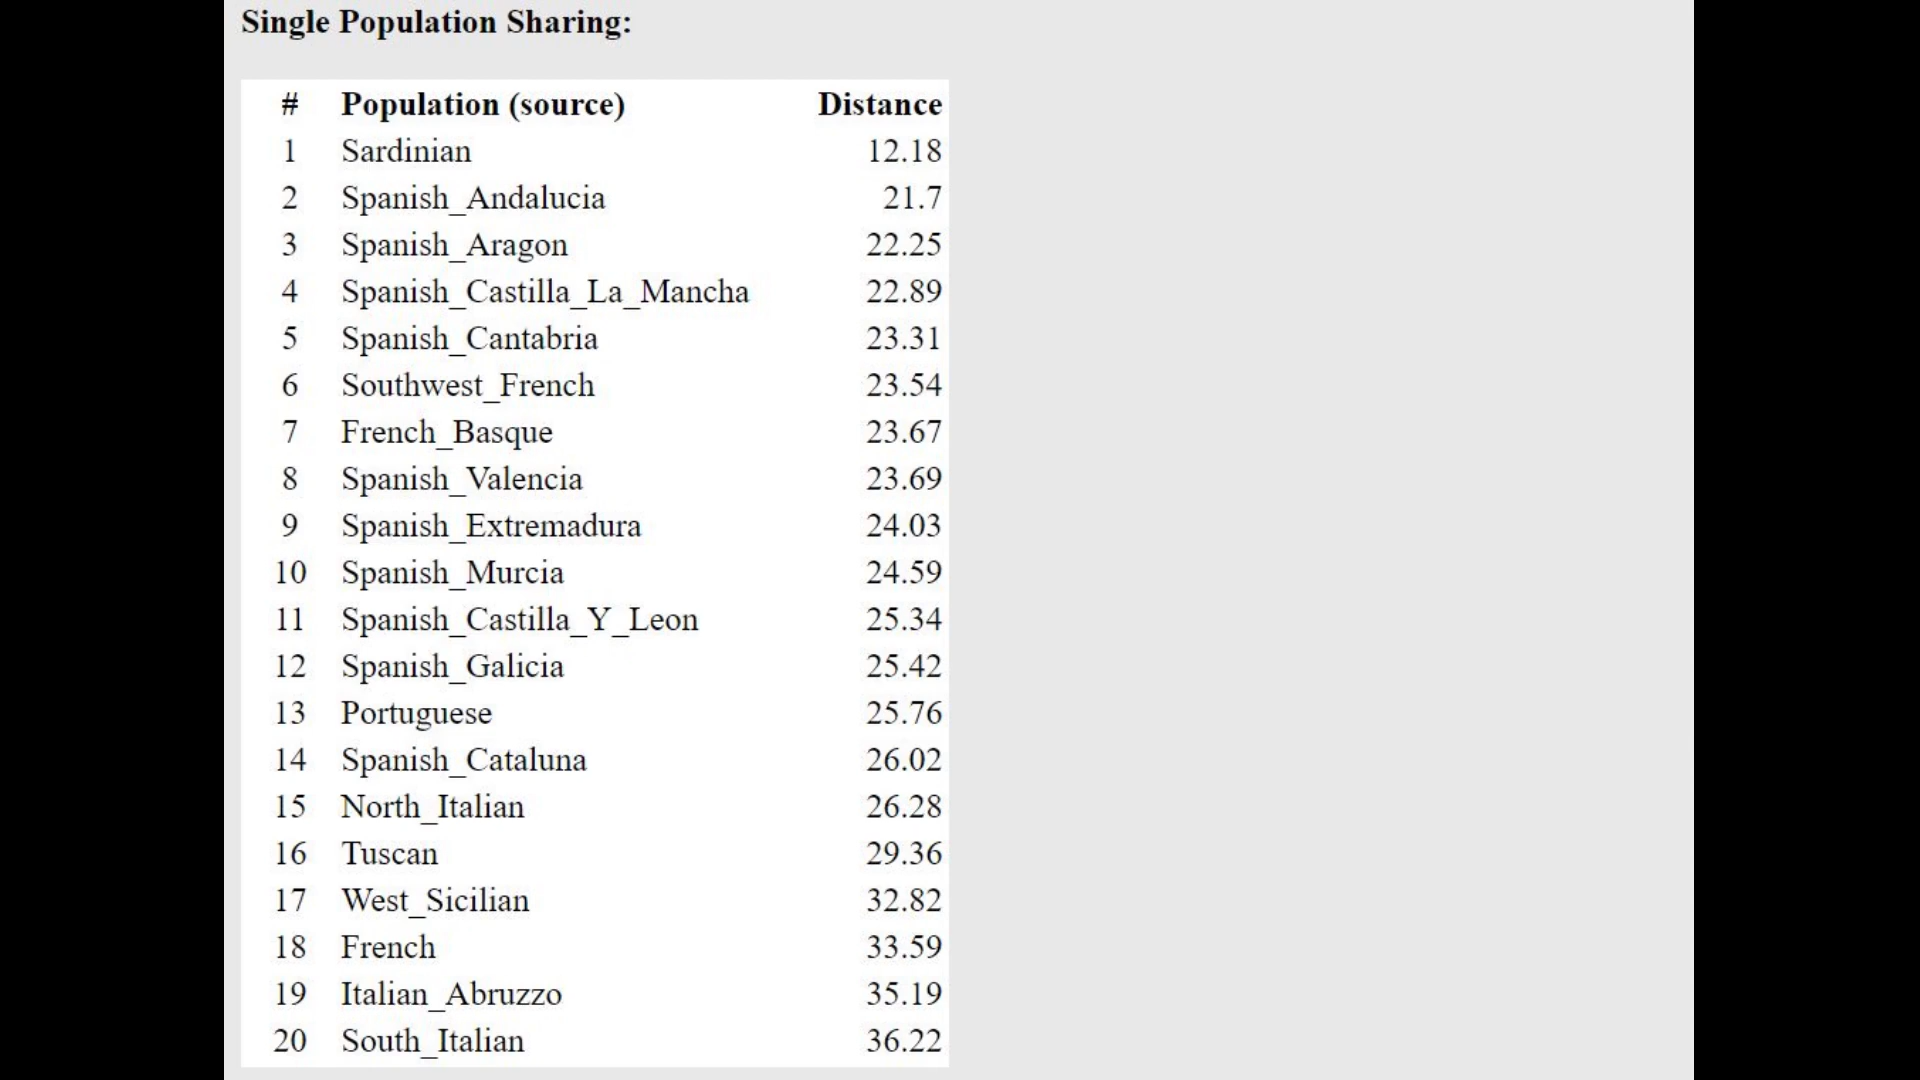 Single Population Sharing:
# Population (source) Distance
1 Sardinian 12.18
2 Spanish_Andalucia 21.7
3 Spanish_Aragon 22.25
4 Spanish_Castilla_La_Mancha 22.89
5 Spanish_Cantabria 23.31
6 Southwest_French 23.54
7 French_Basque 23.67
8 Spanish_Valencia 23.69
9 Spanish_Extremadura 24.03
10 Spanish_Murcia 24.59
11 Spanish_Castilla_Y_Leon 25.34
12 Spanish_Galicia 25.42
13 Portuguese 25.76
14 Spanish_Cataluna 26.02
15 North_Italian 26.28
16 Tuscan 29.36
17 West_Sicilian 32.82
18 French 33.59
19 Italian_Abruzzo 35.19
20 South_Italian 36.22